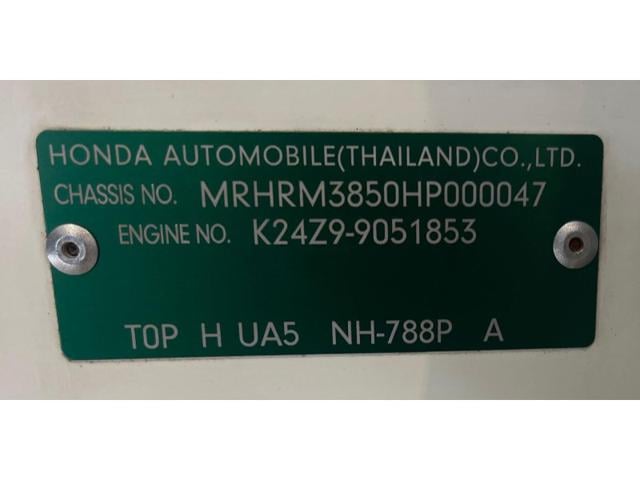 HONDA AUTOMOBILE(THAILAND)CO.,LTD.
CHASSIS NO. MRHRM3850HP000047
ENGINE NO. K24Z9-9051853
TOP H UA5 NH-788P A